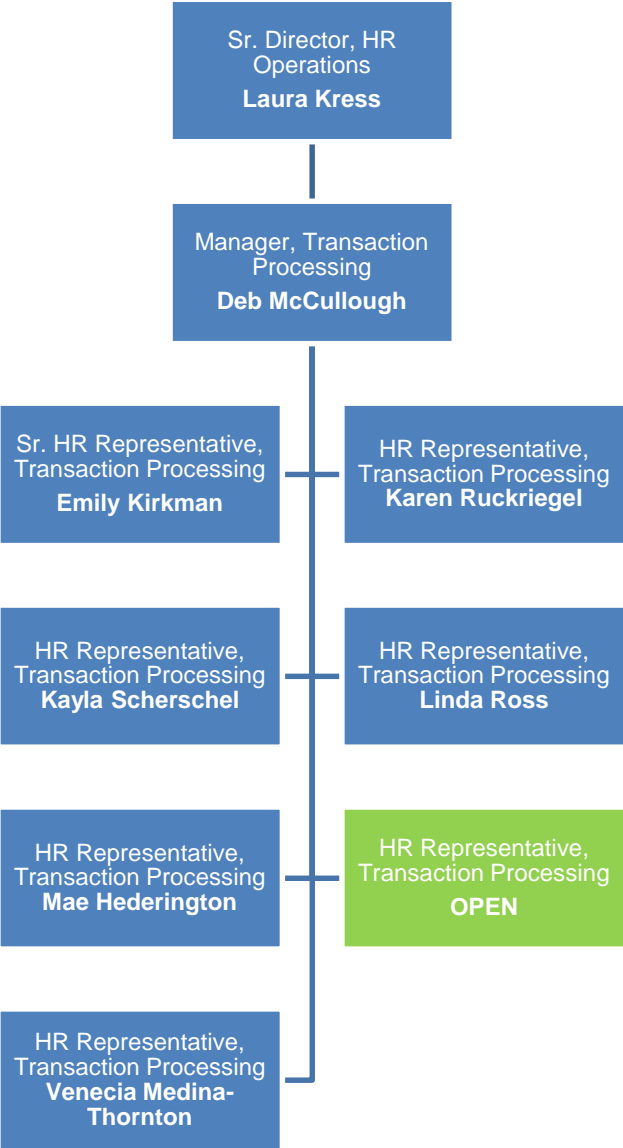 Sr. Director, HR
Operations
Laura Kress
Manager, Transaction
Processing
Deb McCullough
Sr. HR Representative,
Transaction Processing
Emily Kirkman
HR Representative,
Transaction Processing
Karen Ruckriegel
HR Representative,
Transaction Processing
Kayla Scherschel
HR Representative,
Transaction Processing
Linda Ross
HR Representative,
Transaction Processing
Mae Hederington
HR Representative,
Transaction Processing
OPEN
HR Representative,
Transaction Processing
Venecia Medina-
Thornton